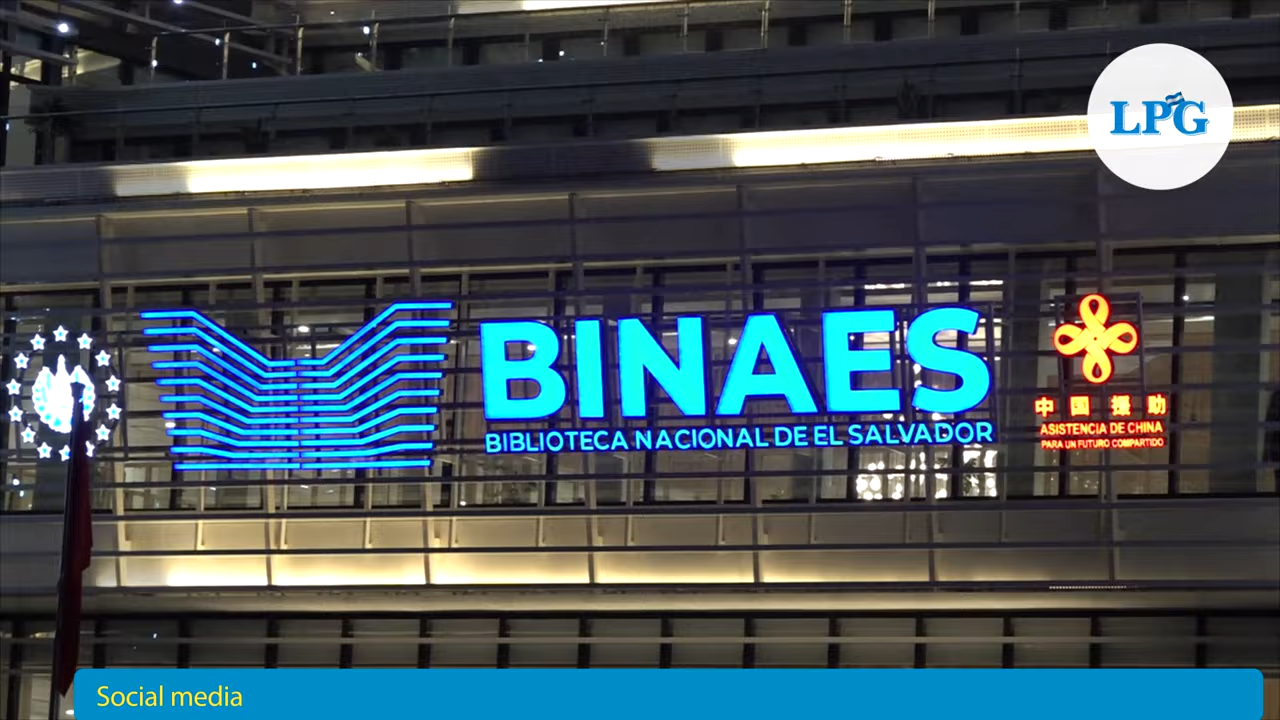 LPG
BINAES
BIBLIOTECA NACIONAL DE EL SALVADOR
中国援助
ASISTENCIA DE CHINA
PARA UN FUTURO COMPARTIDO
Social media